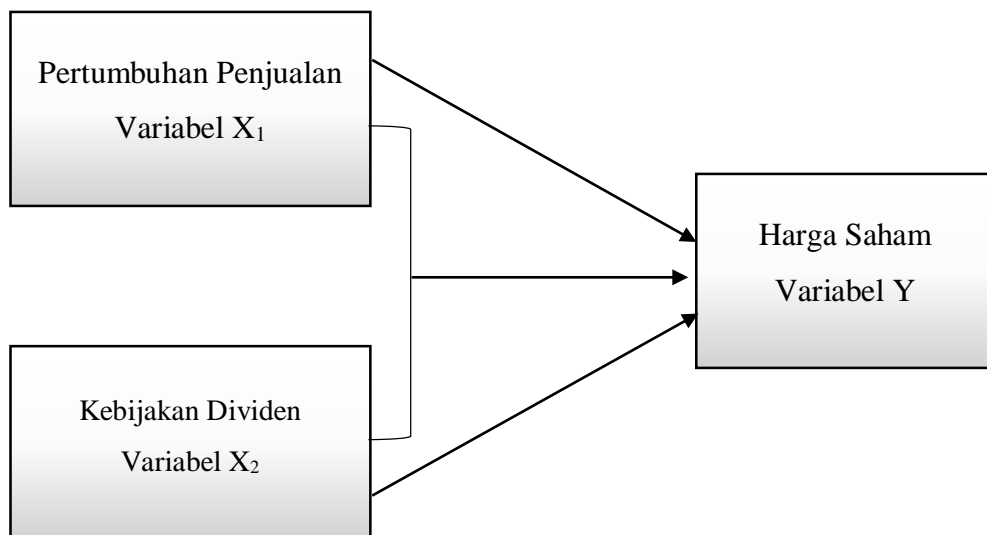 Pertumbuhan Penjualan
Variabel X₁
Harga Saham
Variabel Y
Kebijakan Dividen
Variabel X₂